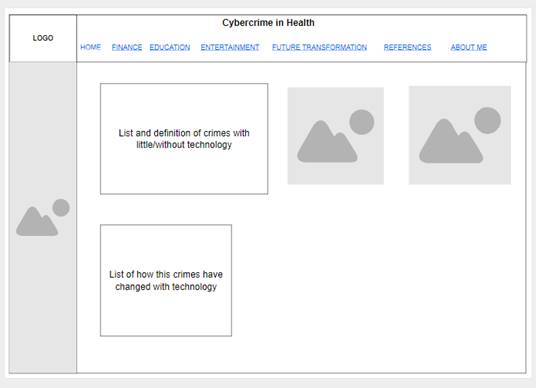 Cybercrime in Health
LOGO
HOME FINANCE EDUCATION ENTERTAINMENT FUTURE TRANSFORMATION REFERENCES ABOUT ME
List and definition of crimes with
little/without technology
List of how this crimes have
changed with technology